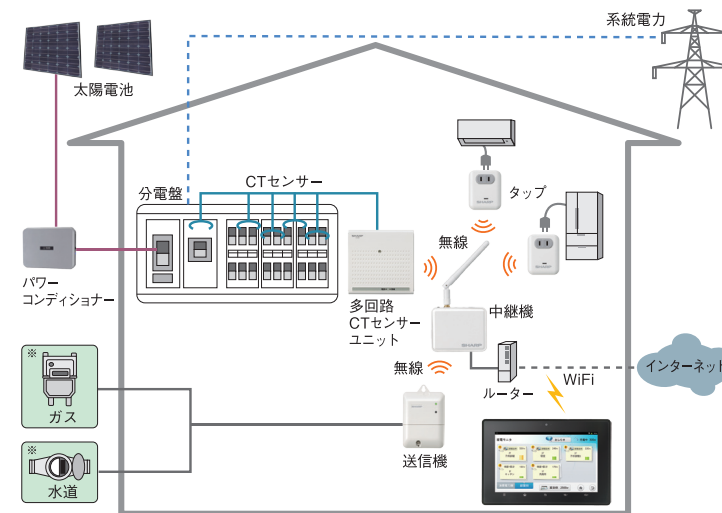 系統電力
太陽電池
CTセンサー
分電盤
タップ
無線
パワー
コンディショナー
多回路
CTセンサー
ユニット
中継機
SHARP
無線
インターネット
WiFi
ルーター
※
ガス
送信機
※
水道